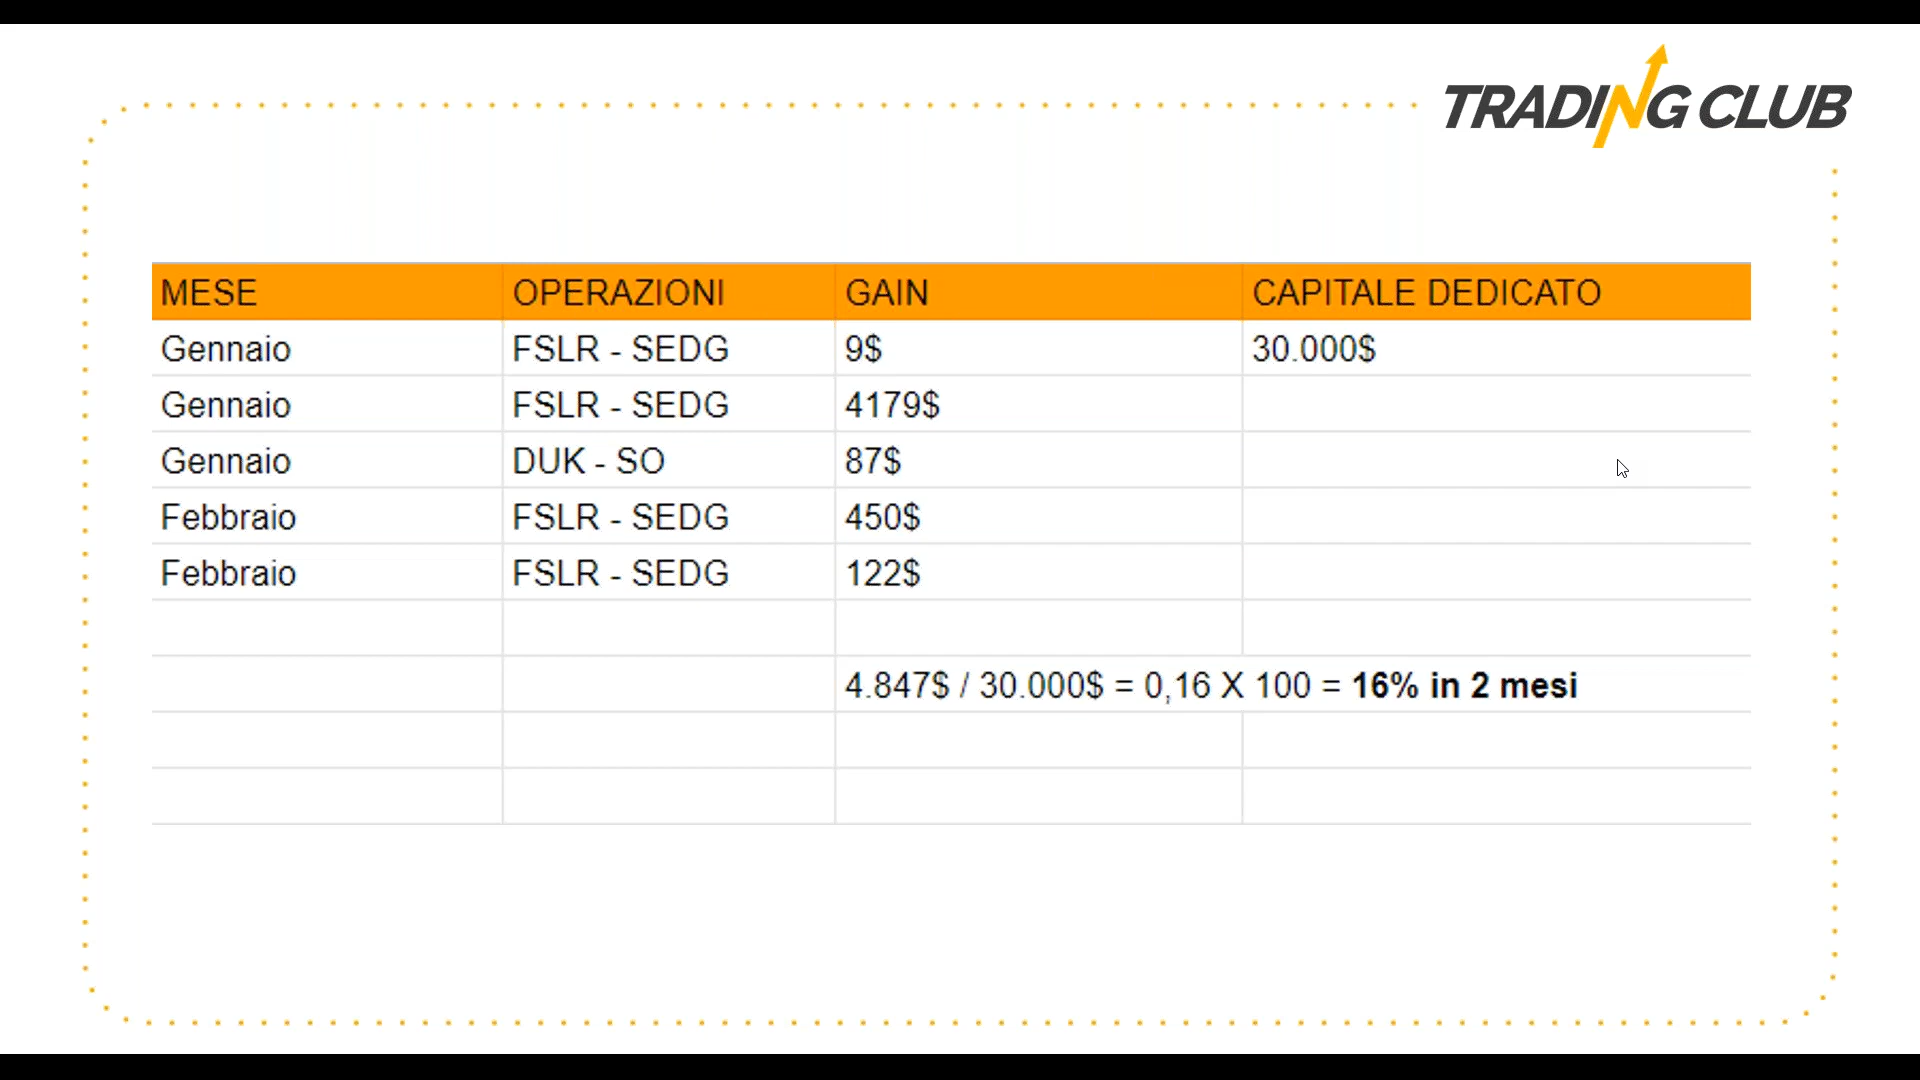 TRADING CLUB
MESE OPERAZIONI GAIN CAPITALE DEDICATO
Gennaio FSLR - SEDG 9$ 30.000$
Gennaio FSLR - SEDG 4179$
Gennaio DUK - SO 87$
Febbraio FSLR - SEDG 450$
Febbraio FSLR - SEDG 122$
4.847$ / 30.000$ = 0,16 X 100 = 16% in 2 mesi